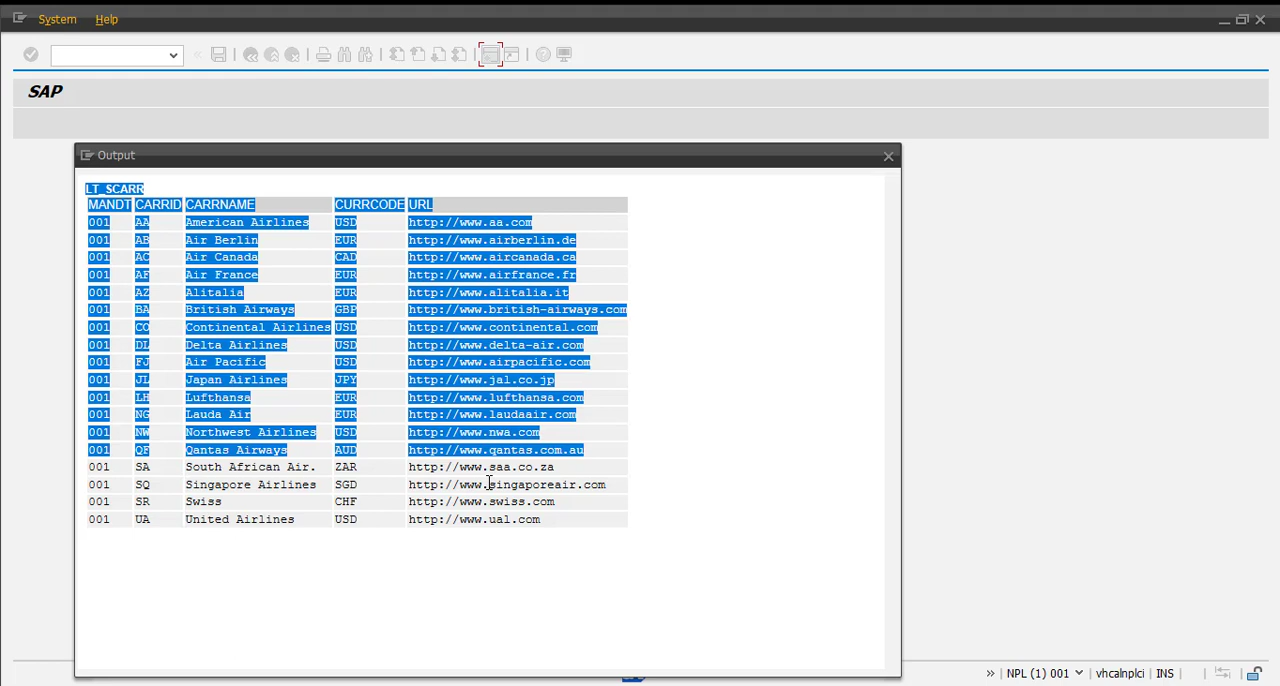 System Help
SAP
Output
LT_SCARR
MANDT CARRID CARRNAME CURRCODE URL
001 AA American Airlines USD http://www.aa.com
001 AB Air Berlin EUR http://www.airberlin.de
001 AC Air Canada CAD http://www.aircanada.ca
001 AF Air France EUR http://www.airfrance.fr
001 AZ Alitalia EUR http://www.alitalia.it
001 BA British Airways GBP http://www.british-airways.com
001 CO Continental Airlines USD http://www.continental.com
001 DL Delta Airlines USD http://www.delta-air.com
001 FJ Air Pacific USD http://www.airpacific.com
001 JL Japan Airlines JPY http://www.jal.co.jp
001 LH Lufthansa EUR http://www.lufthansa.com
001 NG Lauda Air EUR http://www.laudaair.com
001 NW Northwest Airlines USD http://www.nwa.com
001 QF Qantas Airways AUD http://www.qantas.com.au
001 SA South African Air. ZAR http://www.saa.co.za
001 SQ Singapore Airlines SGD http://www.singaporeair.com
001 SR Swiss CHF http://www.swiss.com
001 UA United Airlines USD http://www.ual.com
NPL (1) 001 vhcalnplci INS